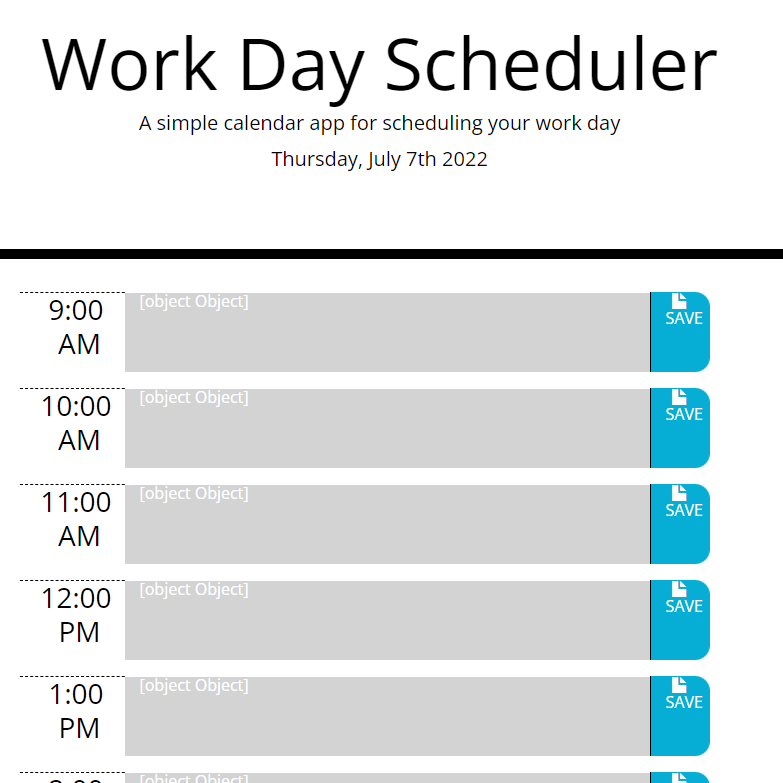 Work Day Scheduler
A simple calendar app for scheduling your work day
Thursday, July 7th 2022
9:00
AM
[object Object]
SAVE
10:00
AM
[object Object]
SAVE
11:00
AM
[object Object]
SAVE
12:00
PM
[object Object]
SAVE
1:00
PM
[object Object]
SAVE
[object Object]